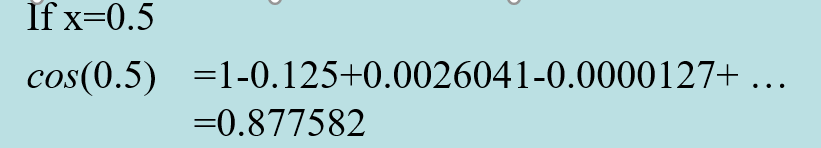 If x=0.5
cos(0.5) =1-0.125+0.0026041-0.0000127+ …
=0.877582